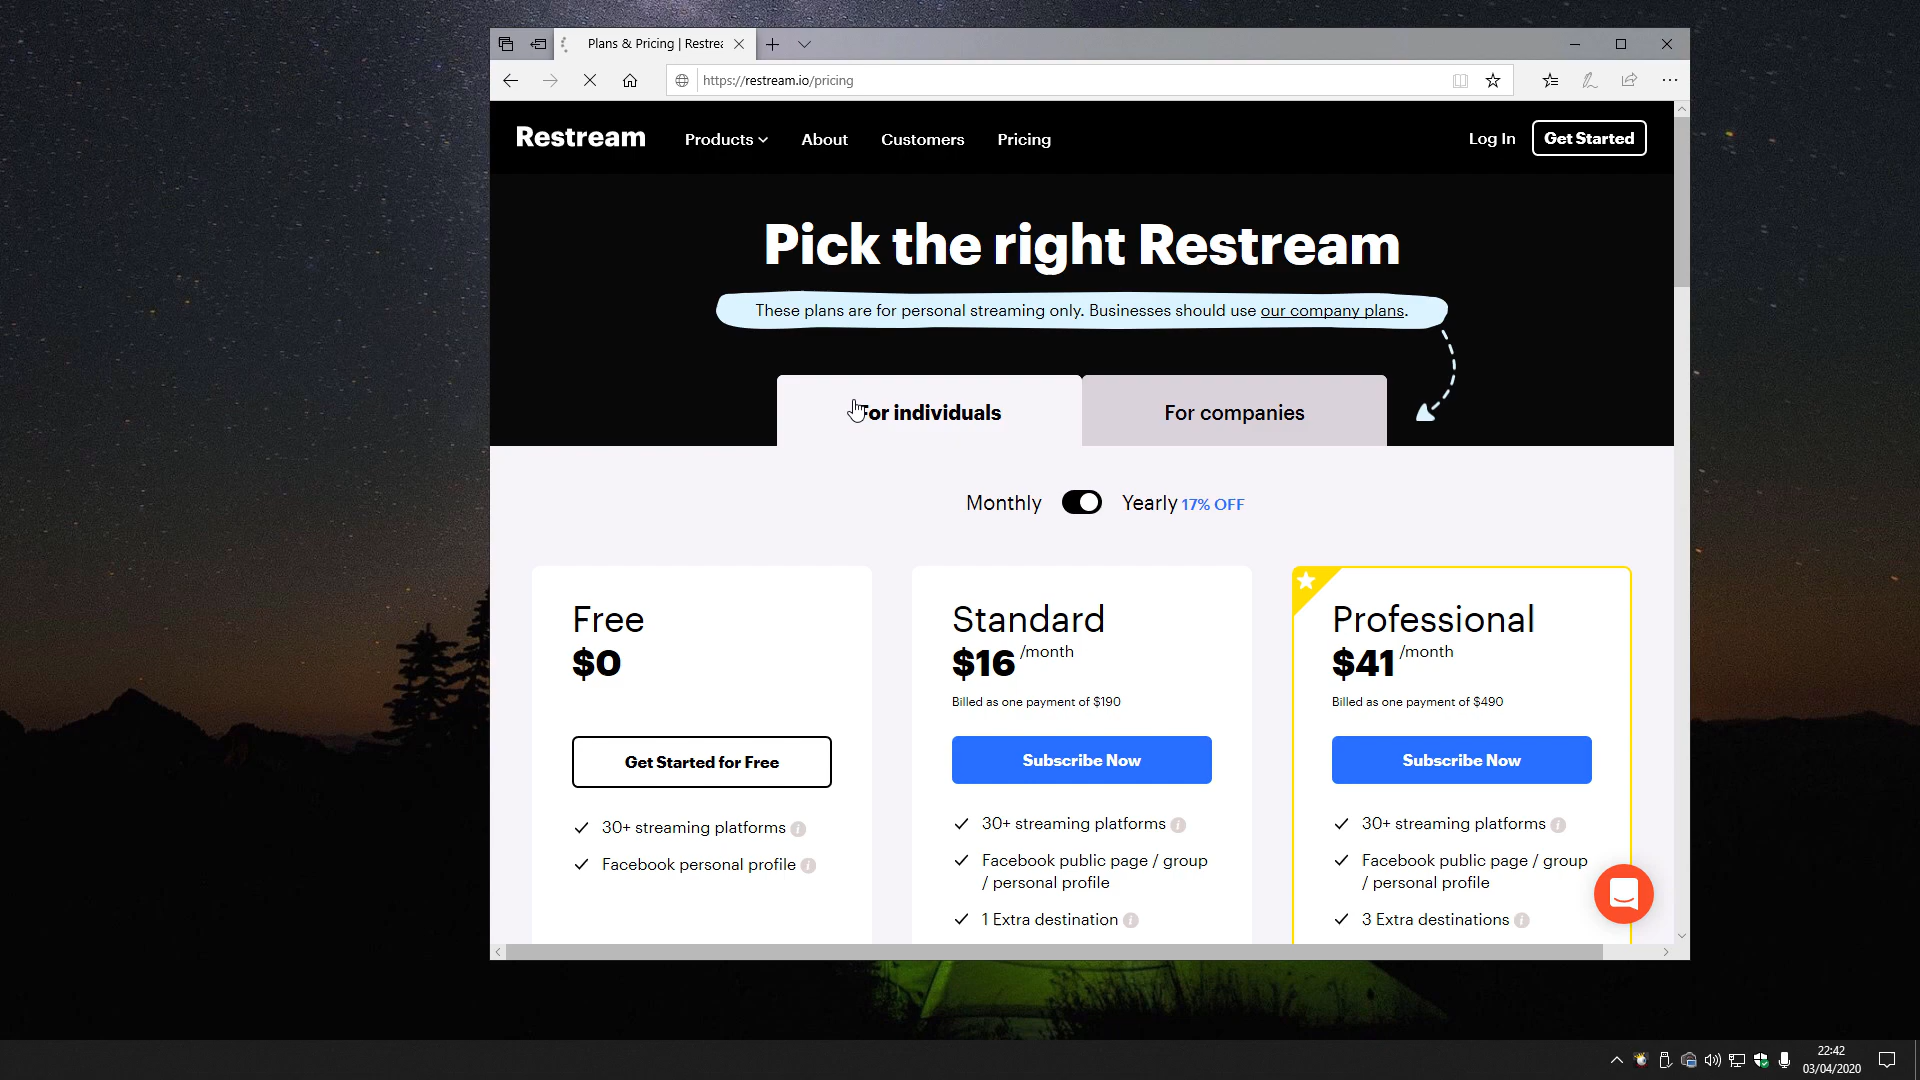 Plans & Pricing | Restrea
https://restream.io/pricing
Restream
Products
About
Customers
Pricing
Log In
Get Started
Pick the right Restream
These plans are for personal streaming only. Businesses should use our company plans.
For individuals
For companies
Monthly
Yearly 17% OFF
Free
$0
Get Started for Free
30+ streaming platforms
Facebook personal profile
Standard
$16 /month
Billed as one payment of $190
Subscribe Now
30+ streaming platforms
Facebook public page / group
/ personal profile
1 Extra destination
Professional
$41 /month
Billed as one payment of $490
Subscribe Now
30+ streaming platforms
Facebook public page / group
/ personal profile
3 Extra destinations
22:42
03/04/2020